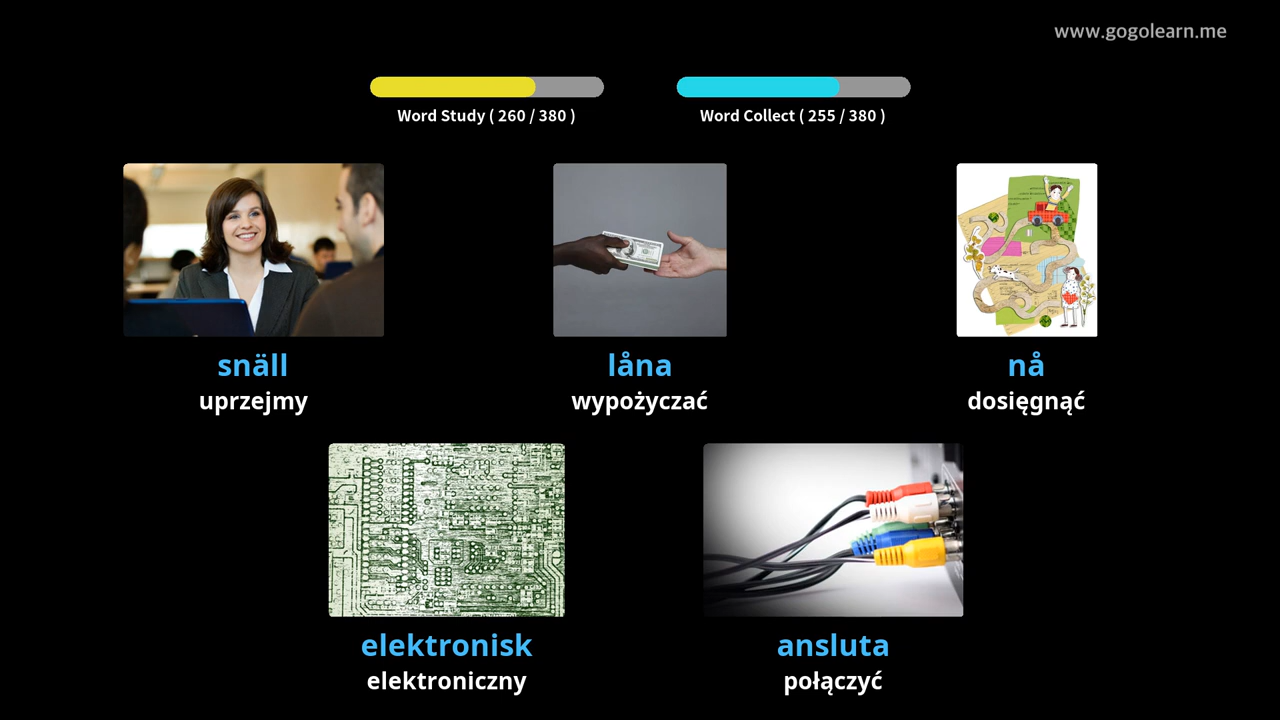 www.gogolearn.me
Word Study ( 260 / 380 )
Word Collect ( 255 / 380 )
snäll
uprzejmy
låna
wypożyczać
nå
dosięgnąć
elektronisk
elektroniczny
ansluta
połączyć